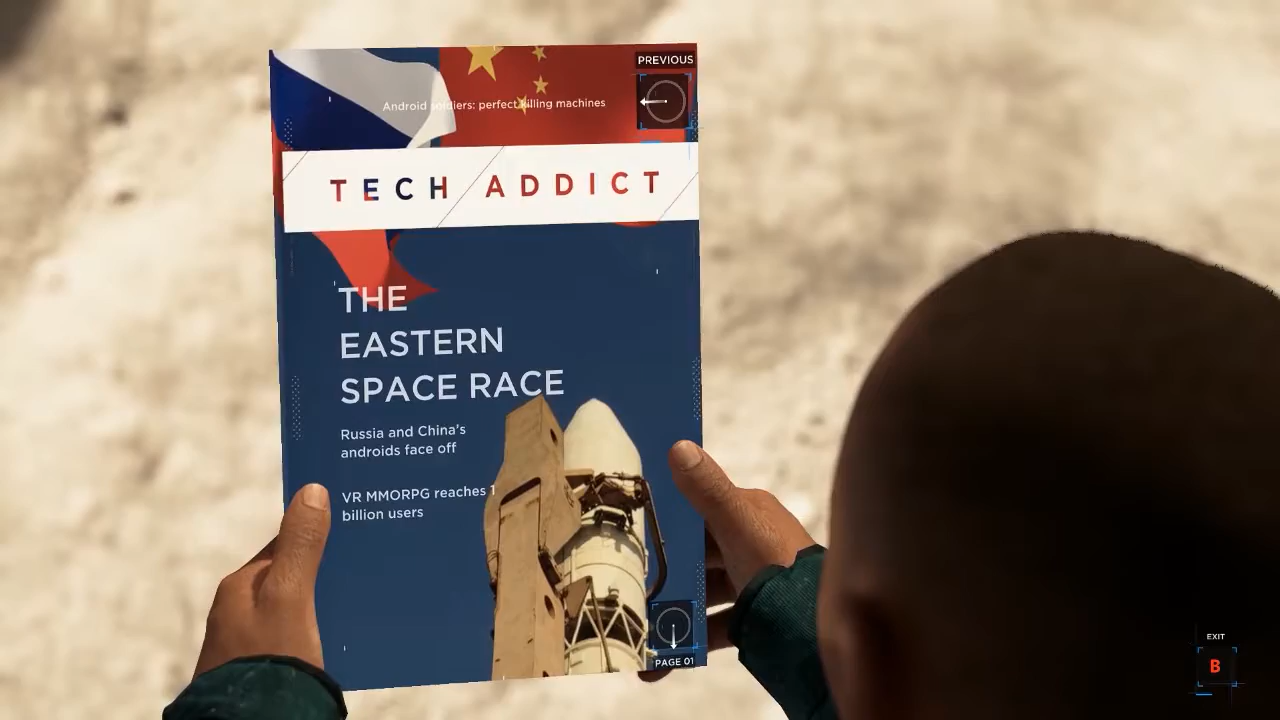 PREVIOUS
Android soldiers: perfect killing machines
TECH ADDICT
THE
EASTERN
SPACE RACE
Russia and China's
androids face off
VR MMORPG reaches 1
billion users
PAGE 01
EXIT
B